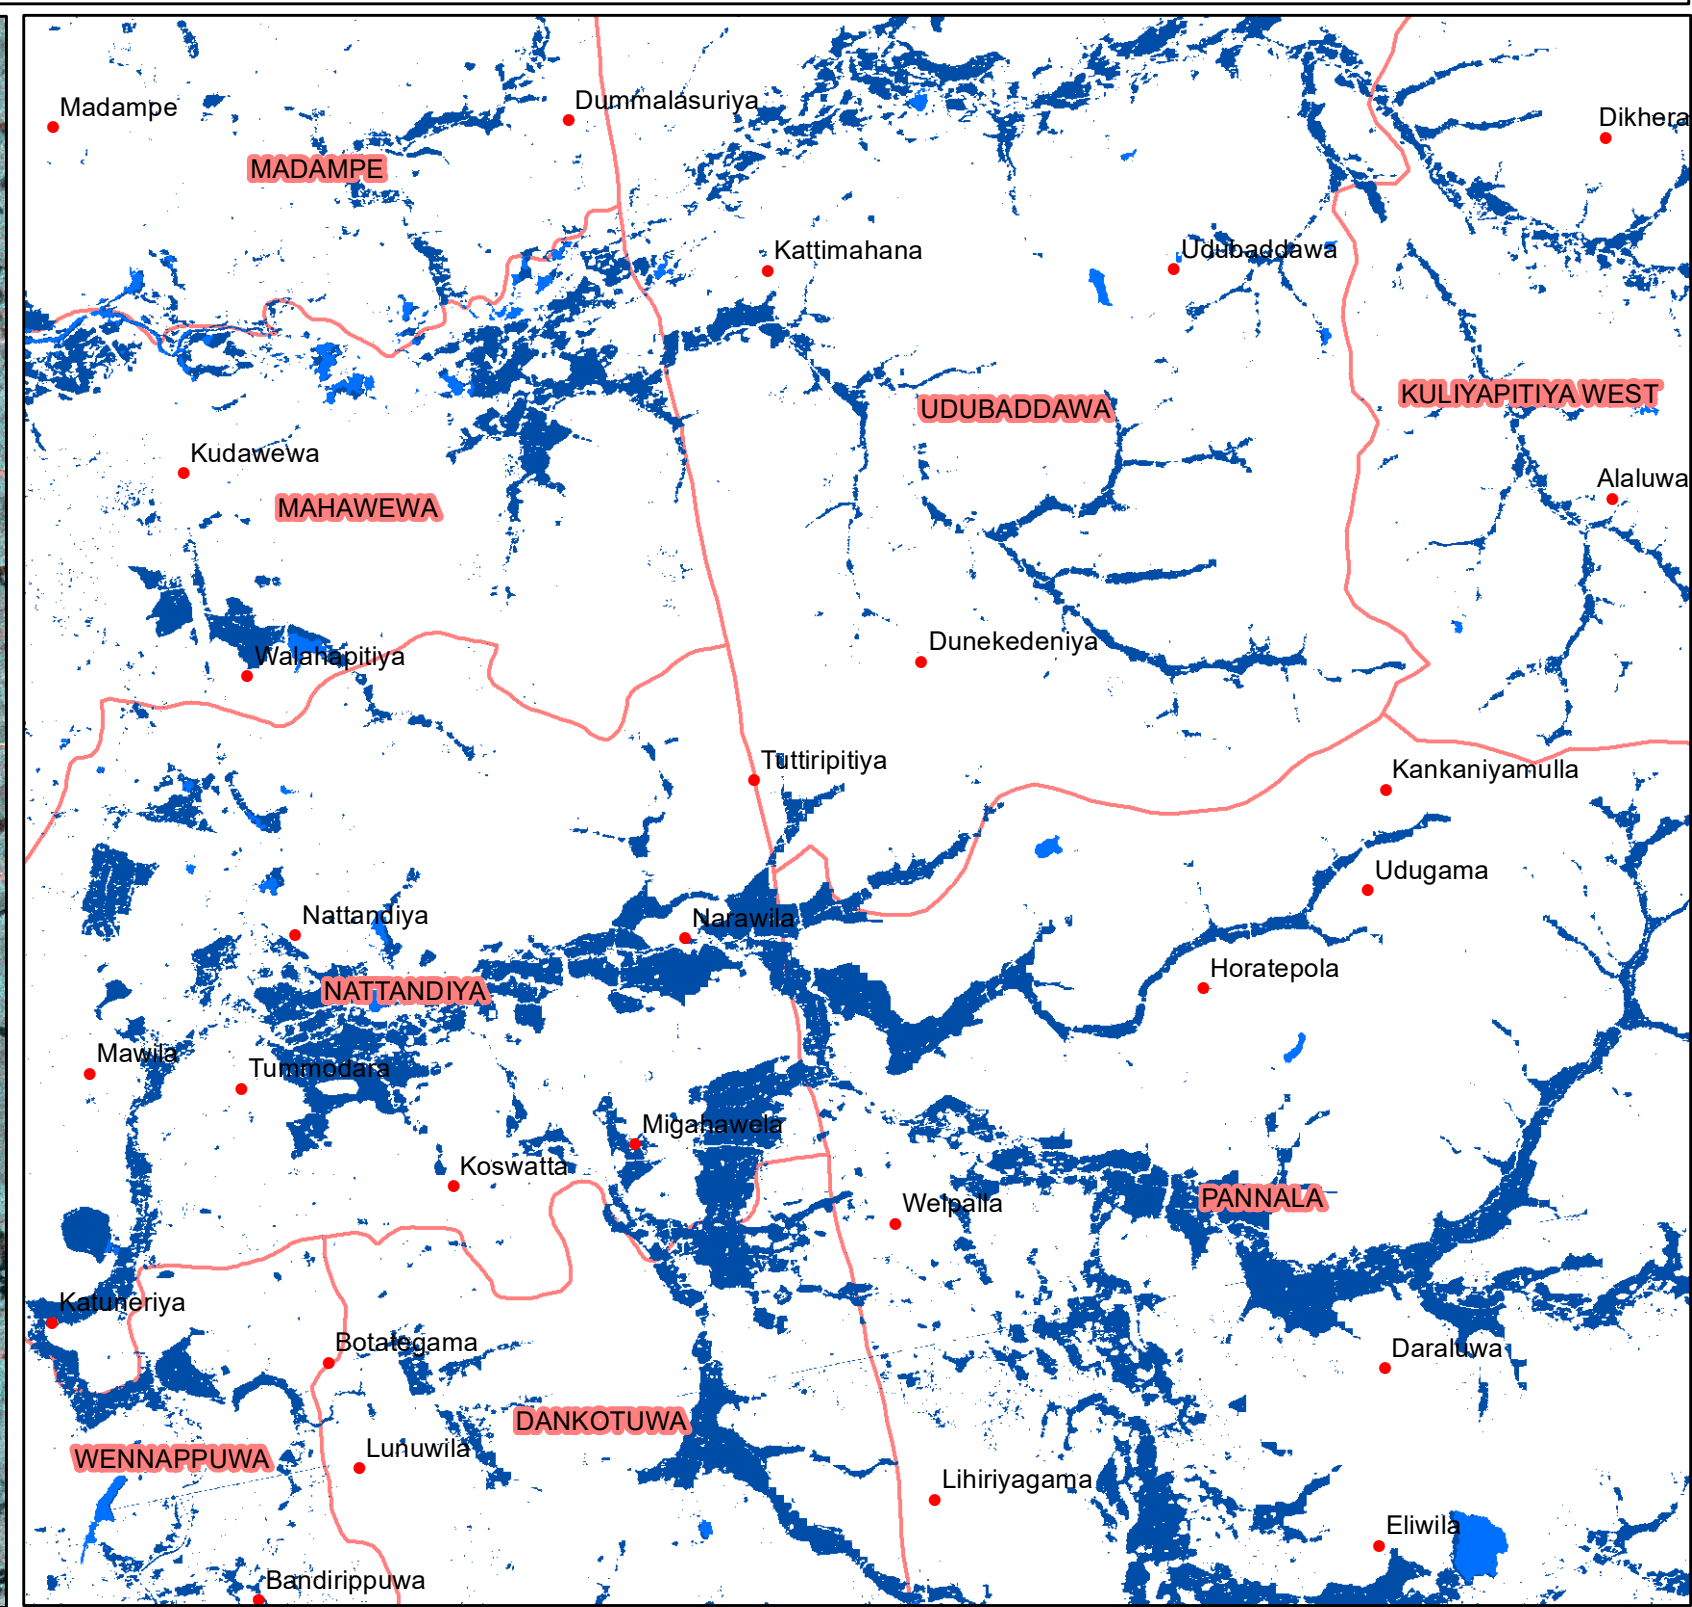 Madampe
Dummalasuriya
Dikhera
MADAMPE
Kattimahana
Udubaddawa
UDUBADDAWA
KULIYAPITIYA WEST
Kudawewa
Alaluwa
MAHAWEWA
Walahapitiya
Dunekedeniya
Tuttiripitiya
Kankaniyamulla
Udugama
Nattandiya
Narawila
Horatepola
NATTANDIYA
Mawila
Tummodara
Migahawela
Koswatta
Welpalla
PANNALA
Katuneriya
Botategama
Daraluwa
DANKOTUWA
WENNAPPUWA
Lunuwila
Lihiriyagama
Eliwila
Bandirippuwa